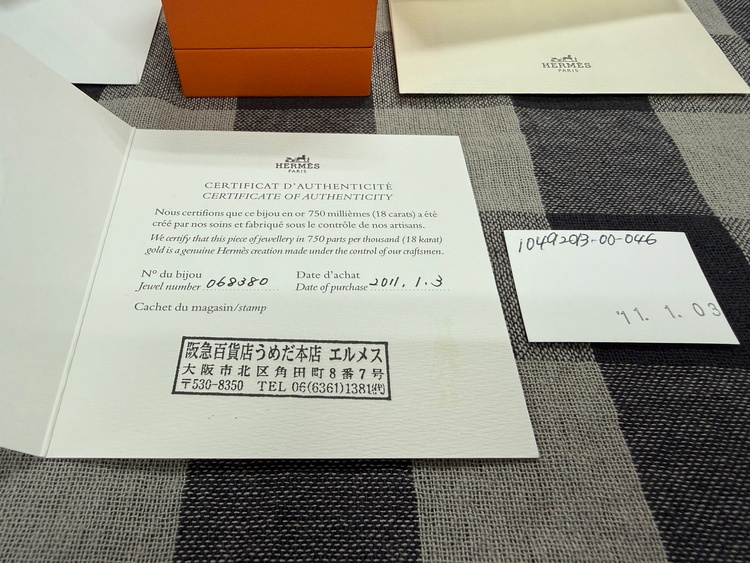 HERMÈS
PARIS
HERMÈS
PARIS
CERTIFICAT D'AUTHENTICITÉ
CERTIFICATE OF AUTHENTICITY
Nous certifions que ce bijou en or 750 millièmes (18 carats) a été
créé par nos soins et fabriqué sous le contrôle de nos artisans.
We certify that this piece of jewellery in 750 parts per thousand (18 karat)
gold is a genuine Hermès creation made under the control of our craftsmen.
N° du bijou
Jewel number 068380
Date d'achat
Date of purchase 2011. 1. 3
Cachet du magasin/stamp
阪急百貨店うめだ本店 エルメス
大阪市北区角田町8番7号
〒530-8350 TEL 06(6361)1381㈹
10492013-00-046
'11. 1. 03